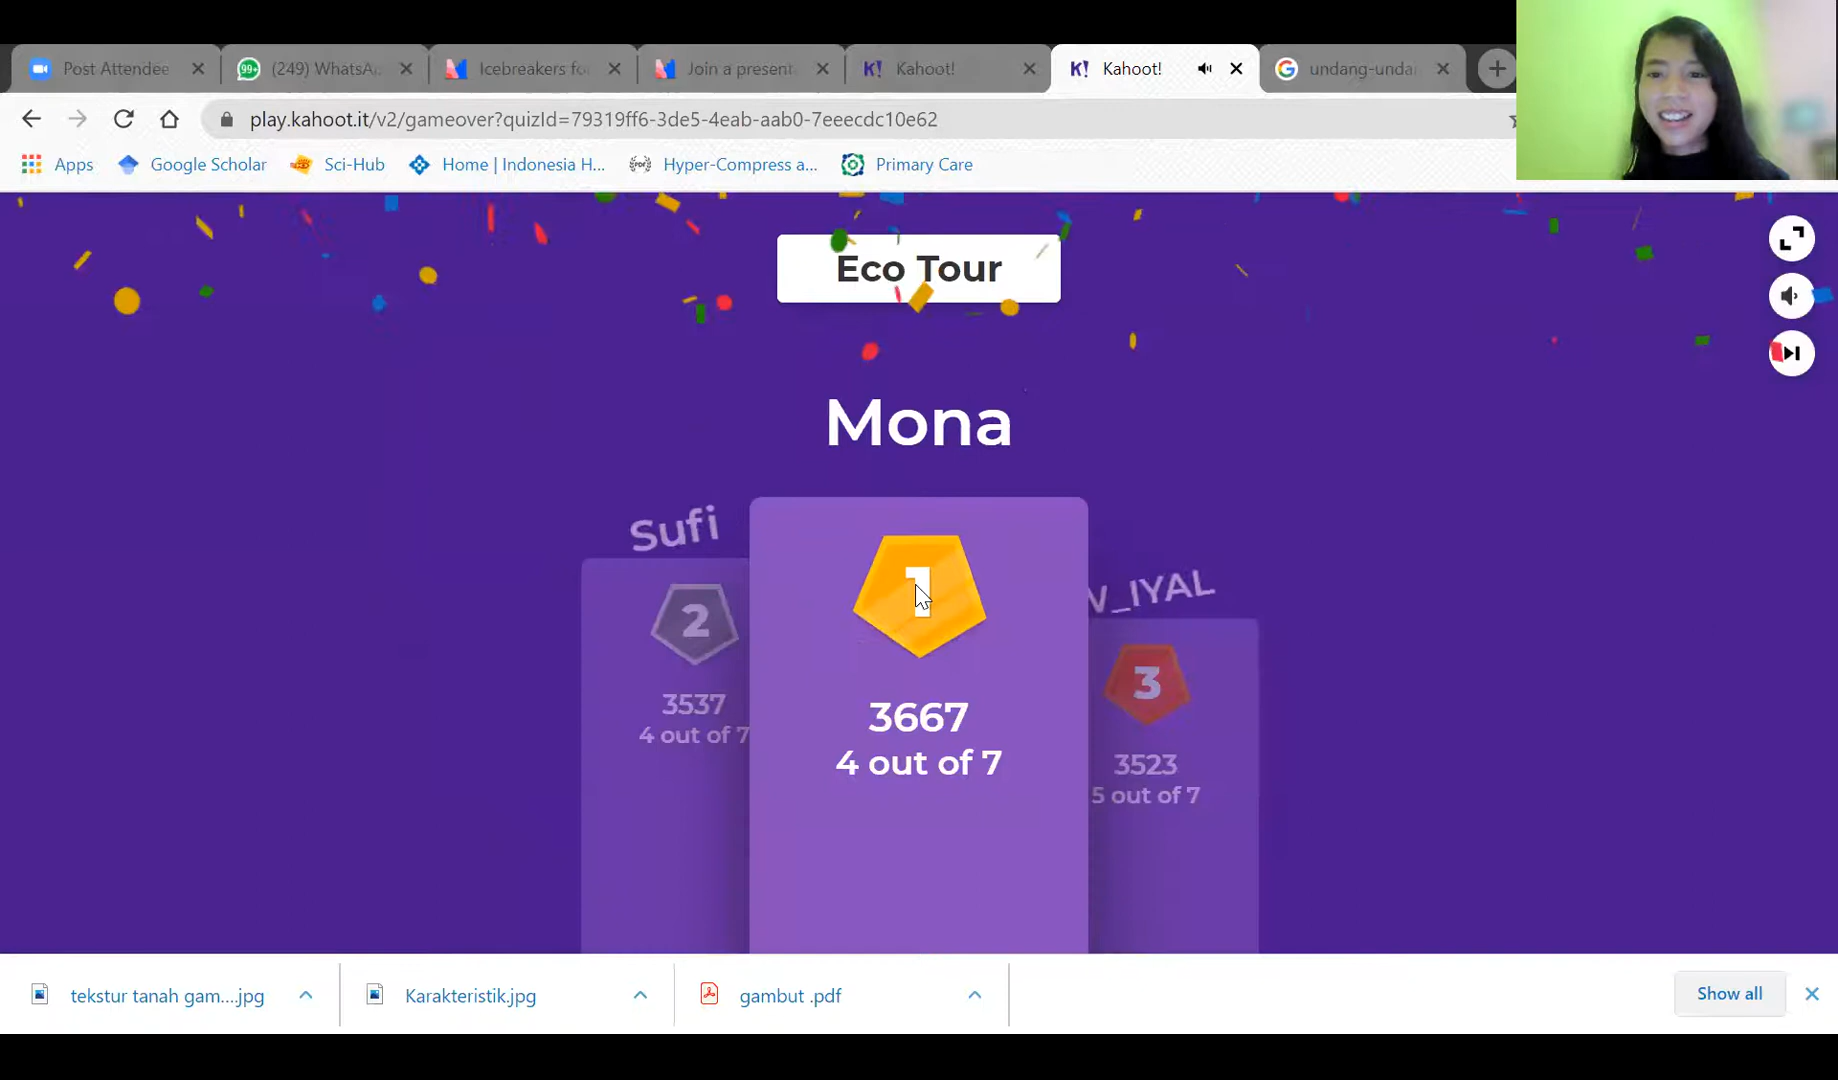 Post Attendee
99+ (249) WhatsA
Icebreakers fo
Join a present
K! Kahoot!
K! Kahoot!
G undang-unda
play.kahoot.it/v2/gameover?quizId=79319ff6-3de5-4eab-aab0-7eeecdc10e62
Apps
Google Scholar
Sci-Hub
Home | Indonesia H...
Hyper-Compress a...
Primary Care
Eco Tour
Mona
Sufi
V_IYAL
1
2
3
3667
4 out of 7
3537
4 out of 7
3523
5 out of 7
tekstur tanah gam....jpg
Karakteristik.jpg
gambut .pdf
Show all